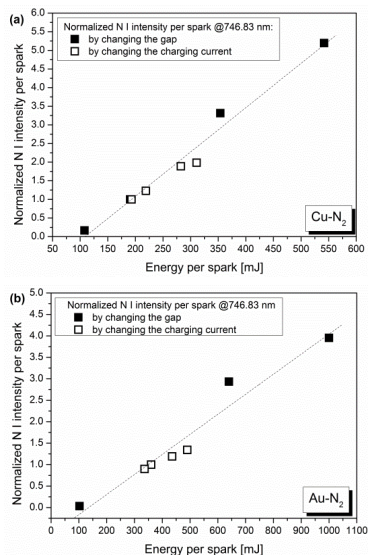 (a)
Normalized N I intensity per spark @746.83 nm:
by changing the gap
by changing the charging current
Normalized N I intensity per spark
5.5
5.0
4.5
4.0
3.5
3.0
2.5
2.0
1.5
1.0
0.5
0.0
50 100 150 200 250 300 350 400 450 500 550 600
Energy per spark [mJ]
Cu-N₂
(b)
Normalized N I intensity per spark @746.83 nm
by changing the gap
by changing the charging current
Normalized N I intensity per spark
5.0
4.5
4.0
3.5
3.0
2.5
2.0
1.5
1.0
0.5
0.0
0 100 200 300 400 500 600 700 800 900 1000 1100
Energy per spark [mJ]
Au-N₂